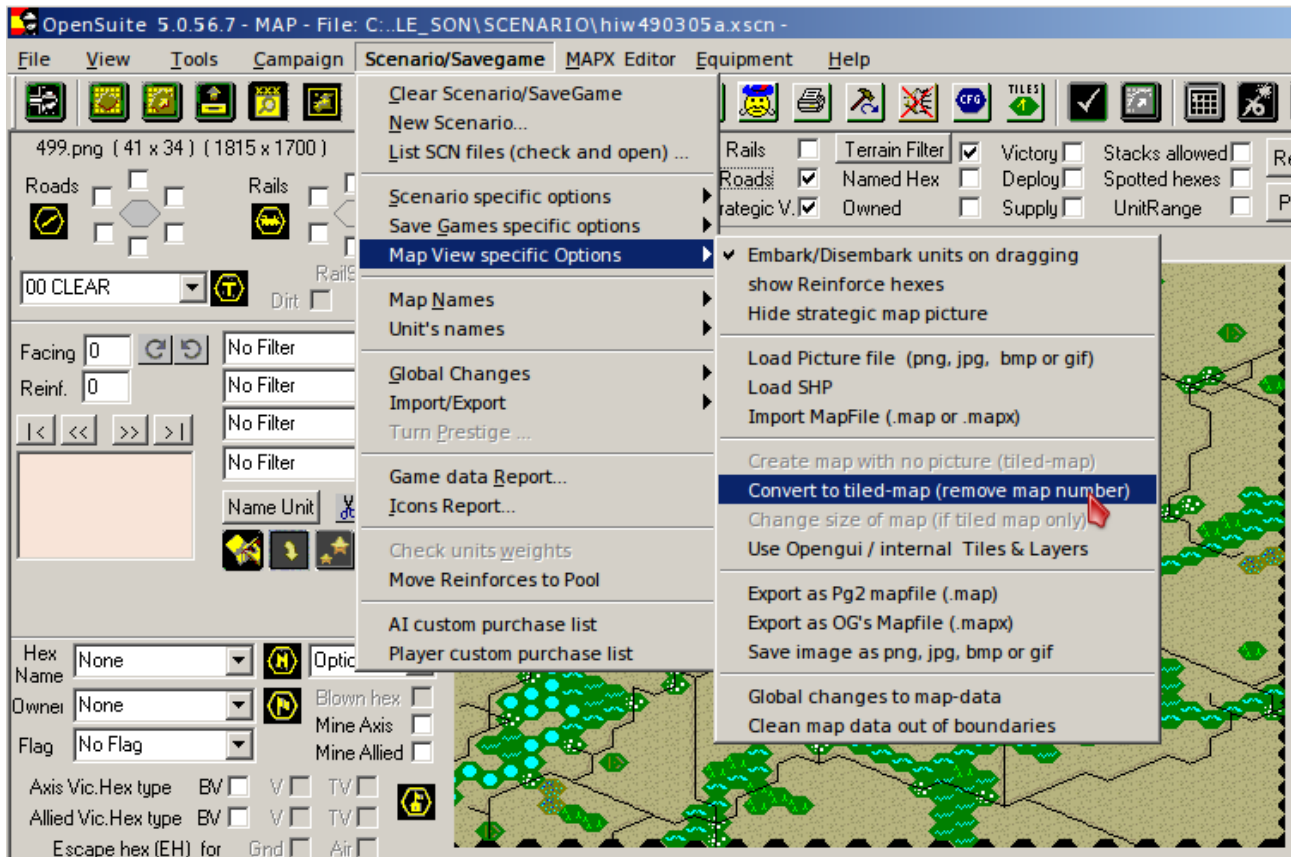 OpenSuite 5.0.56.7 - MAP - File: C:..LE_SON\SCENARIO\hiw490305a.xscn -
File View Tools Campaign Scenario/Savegame MAPX Editor Equipment Help
XXX
CFG
TILES
1
499.png ( 41 x 34 ) ( 1815 x 1700 )
Roads
Rails
00 CLEAR
T
Dirt
Facing 0
Reinf. 0
No Filter
No Filter
No Filter
No Filter
|< << >> >|
Name Unit
Hex Name None
N
Owner None
Flag No Flag
Blown hex
Mine Axis
Mine Allied
Axis Vic.Hex type BV V TV
Allied Vic.Hex type BV V TV
Escape hex (EH) for Gnd Air
Clear Scenario/SaveGame
New Scenario...
List SCN files (check and open) ...
Scenario specific options
Save Games specific options
Map View specific Options
Map Names
Unit's names
Global Changes
Import/Export
Turn Prestige ...
Game data Report...
Icons Report...
Check units weights
Move Reinforces to Pool
AI custom purchase list
Player custom purchase list
Rails
Roads
Terrain Filter
Named Hex
Owned
Victory
Deploy
Supply
Stacks allowed
Spotted hexes
UnitRange
Embark/Disembark units on dragging
show Reinforce hexes
Hide strategic map picture
Load Picture file (png, jpg, bmp or gif)
Load SHP
Import MapFile (.map or .mapx)
Create map with no picture (tiled-map)
Convert to tiled-map (remove map number)
Change size of map (if tiled map only)
Use Opengui / internal Tiles & Layers
Export as Pg2 mapfile (.map)
Export as OG's Mapfile (.mapx)
Save image as png, jpg, bmp or gif
Global changes to map-data
Clean map data out of boundaries